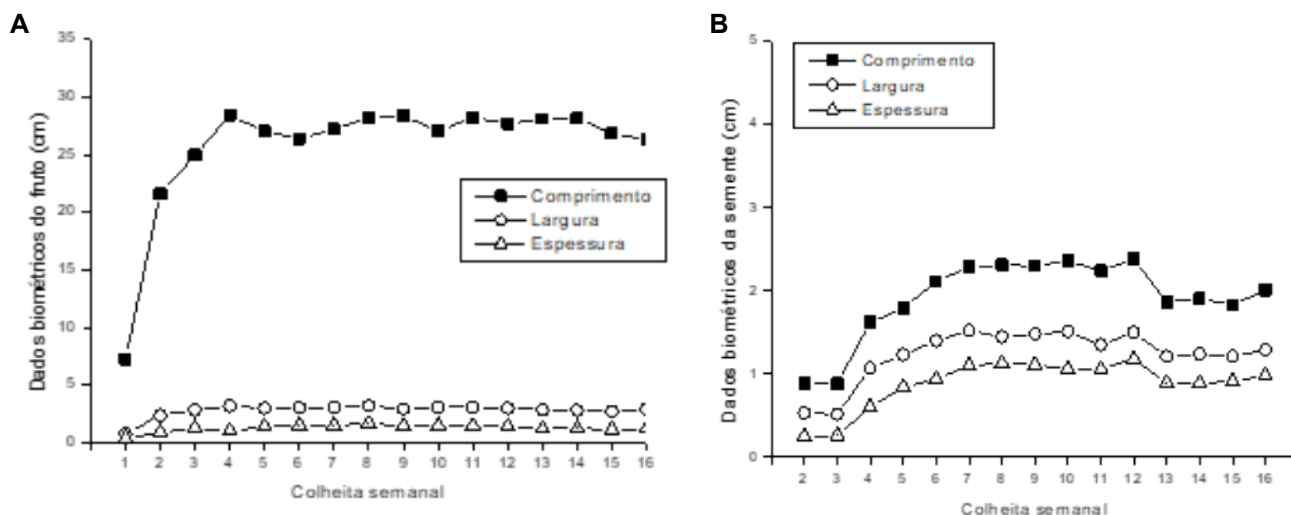 A
Dados biométricos do fruto (cm)
35
30
25
20
15
10
5
0
Comprimento
Largura
Espessura
1 2 3 4 5 6 7 8 9 10 11 12 13 14 15 16
Colheita semanal
B
Dados biométricos da semente (cm)
5
4
3
2
1
0
Comprimento
Largura
Espessura
2 3 4 5 6 7 8 9 10 11 12 13 14 15 16
Colheita semanal